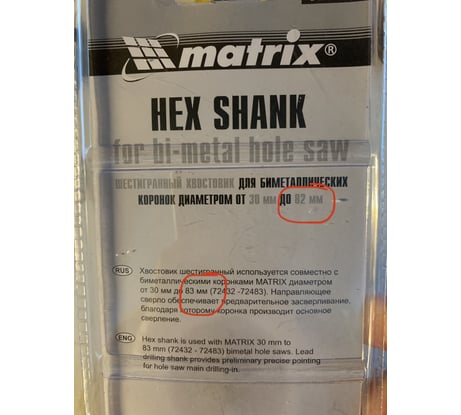 matrix®
HEX SHANK
for bi-metal hole saw
ШЕСТИГРАННЫЙ ХВОСТОВИК ДЛЯ БИМЕТАЛЛИЧЕСКИХ
КОРОНОК ДИАМЕТРОМ ОТ 30 мм ДО 82 мм
RUS Хвостовик шестигранный используется совместно с
биметаллическими коронками MATRIX диаметром
от 30 мм до 83 мм (72432 -72483). Направляющее
сверло обеспечивает предварительное засверливание,
благодаря которому коронка производит основное
сверление.
ENG Hex shank is used with MATRIX 30 mm to
83 mm (72432 -72483) bimetal hole saws. Lead
drilling shank provides preliminary precise pointing
for hole saw main drilling-in.